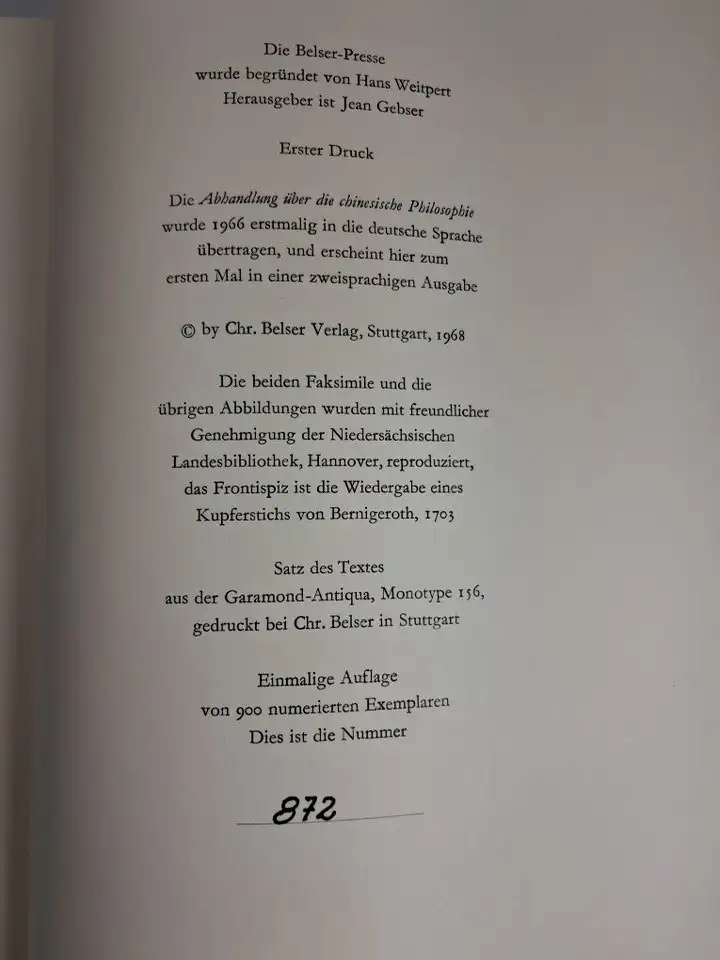 Die Belser-Presse
wurde begründet von Hans Weitpert
Herausgeber ist Jean Gebser
Erster Druck
Die Abhandlung über die chinesische Philosophie
wurde 1966 erstmalig in die deutsche Sprache
übertragen, und erscheint hier zum
ersten Mal in einer zweisprachigen Ausgabe
© by Chr. Belser Verlag, Stuttgart, 1968
Die beiden Faksimile und die
übrigen Abbildungen wurden mit freundlicher
Genehmigung der Niedersächsischen
Landesbibliothek, Hannover, reproduziert,
das Frontispiz ist die Wiedergabe eines
Kupferstichs von Bernigeroth, 1703
Satz des Textes
aus der Garamond-Antiqua, Monotype 156,
gedruckt bei Chr. Belser in Stuttgart
Einmalige Auflage
von 900 numerierten Exemplaren
Dies ist die Nummer
872